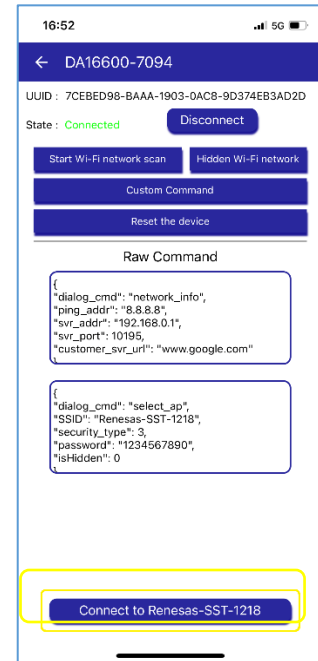 16:52
5G
← DA16600-7094
UUID : 7CEBED98-BAAA-1903-0AC8-9D374EB3AD2D
State : Connected
Disconnect
Start Wi-Fi network scan
Hidden Wi-Fi network
Custom Command
Reset the device
Raw Command
{
"dialog_cmd": "network_info",
"ping_addr": "8.8.8.8",
"svr_addr": "192.168.0.1",
"svr_port": 10195,
"customer_svr_url": "www.google.com"
}
{
"dialog_cmd": "select_ap",
"SSID": "Renesas-SST-1218",
"security_type": 3,
"password": "1234567890",
"isHidden": 0
}
Connect to Renesas-SST-1218